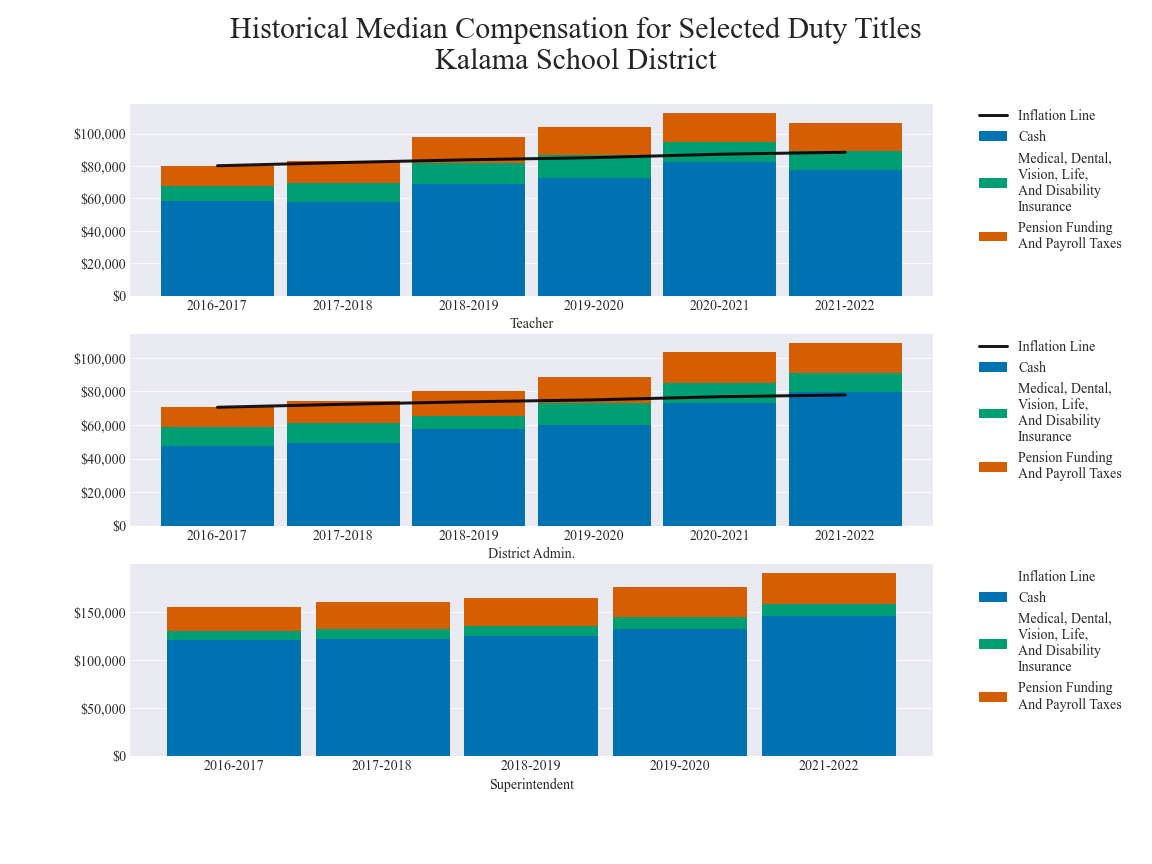 Historical Median Compensation for Selected Duty Titles
Kalama School District
$100,000
$80,000
$60,000
$40,000
$20,000
$0
2016-2017 2017-2018 2018-2019 2019-2020 2020-2021 2021-2022
Teacher
Inflation Line
Cash
Medical, Dental,
Vision, Life,
And Disability
Insurance
Pension Funding
And Payroll Taxes
$100,000
$80,000
$60,000
$40,000
$20,000
$0
2016-2017 2017-2018 2018-2019 2019-2020 2020-2021 2021-2022
District Admin.
Inflation Line
Cash
Medical, Dental,
Vision, Life,
And Disability
Insurance
Pension Funding
And Payroll Taxes
$150,000
$100,000
$50,000
$0
2016-2017 2017-2018 2018-2019 2019-2020 2021-2022
Superintendent
Inflation Line
Cash
Medical, Dental,
Vision, Life,
And Disability
Insurance
Pension Funding
And Payroll Taxes